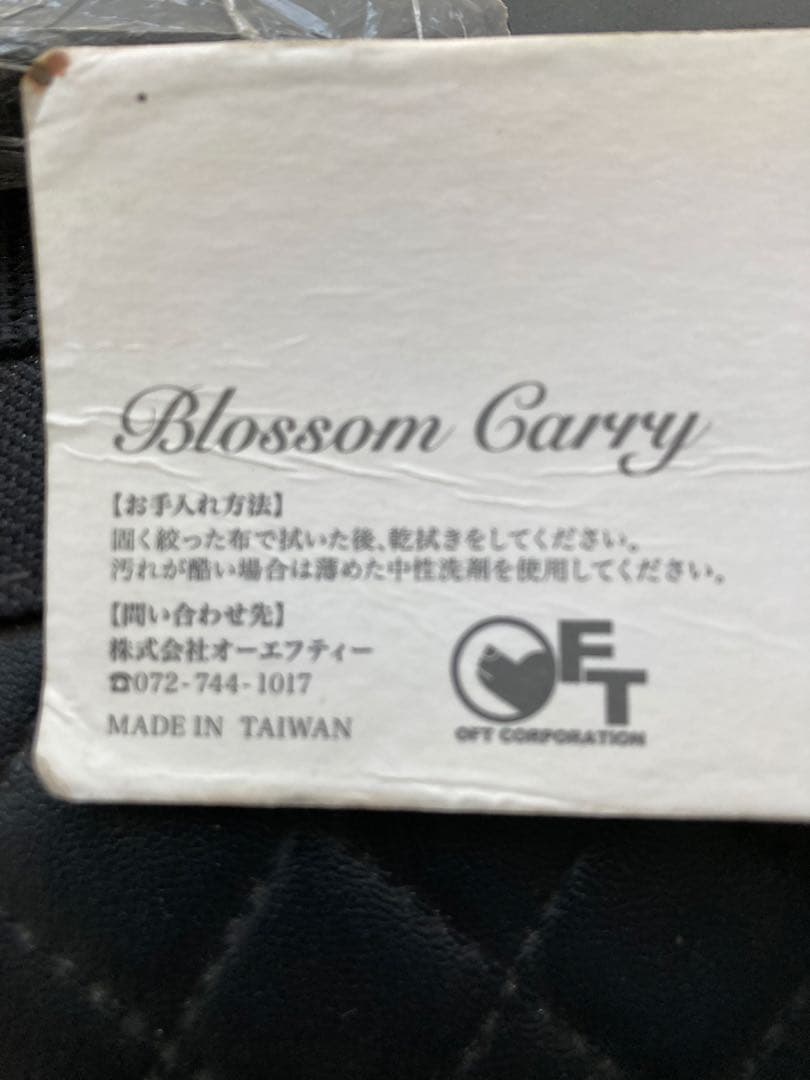 Blossom Carry
【お手入れ方法】
固く絞った布で拭いた後、乾拭きをしてください。
汚れが酷い場合は薄めた中性洗剤を使用してください。
【問い合わせ先】
株式会社オーエフティー
☎072-744-1017
MADE IN TAIWAN
OFT
OFT CORPORATION